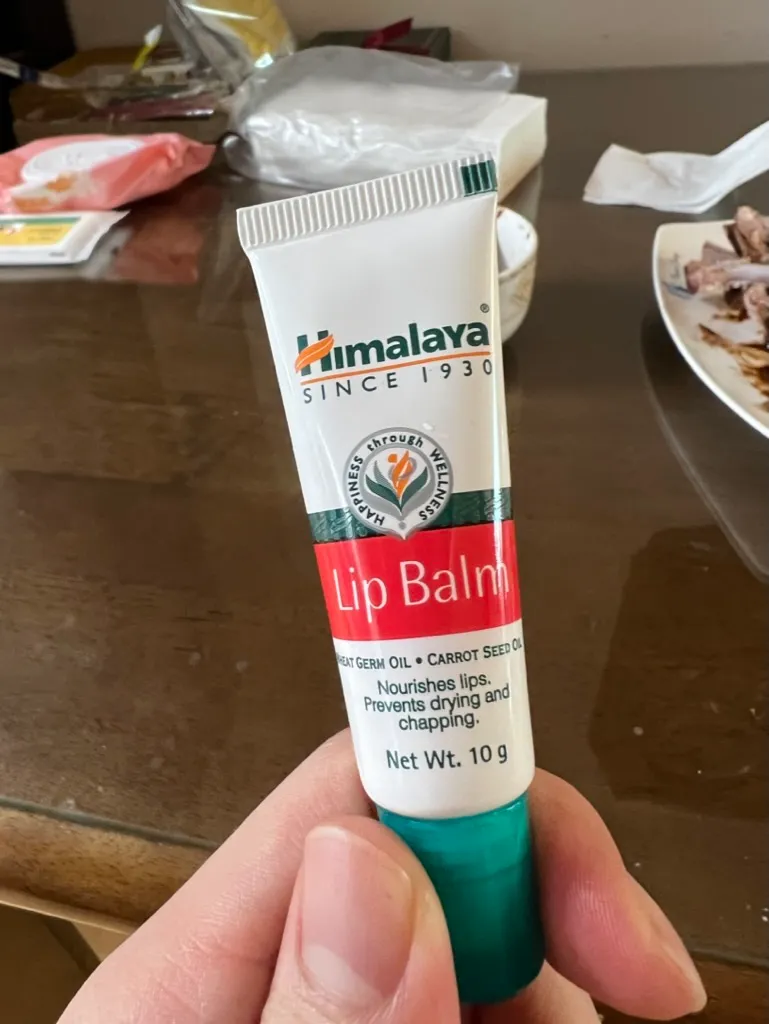 Himalaya®
SINCE 1930
HAPPINESS through WELLNESS
Lip Balm
HEAT GERM OIL • CARROT SEED OIL
Nourishes lips.
Prevents drying and
chapping.
Net Wt. 10 g